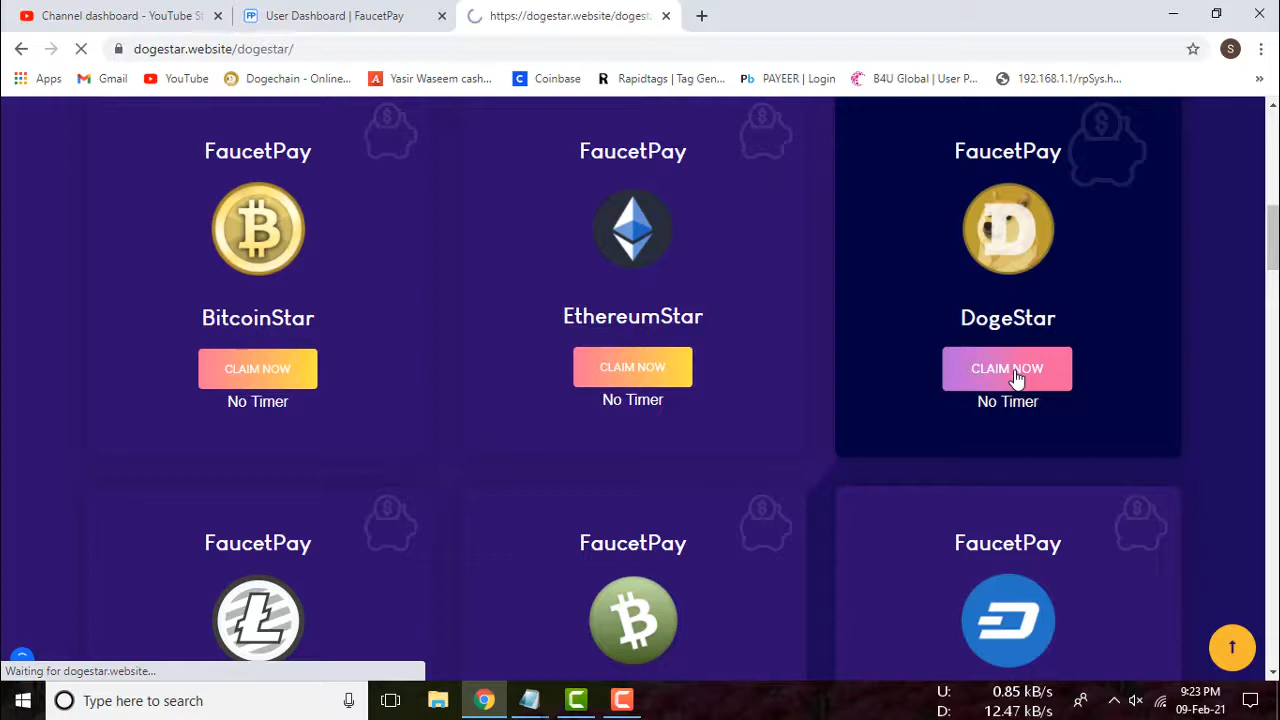 Channel dashboard - YouTube St
User Dashboard | FaucetPay
https://dogestar.website/dogestar
dogestar.website/dogestar/
S
Apps
Gmail
YouTube
Dogechain - Online...
Yasir Waseem cash...
Coinbase
Rapidtags | Tag Gen...
PAYEER | Login
B4U Global | User P...
192.168.1.1/rpSys.h...
»
FaucetPay
FaucetPay
FaucetPay
BitcoinStar
EthereumStar
DogeStar
CLAIM NOW
CLAIM NOW
CLAIM NOW
No Timer
No Timer
No Timer
FaucetPay
FaucetPay
FaucetPay
Waiting for dogestar.website...
Type here to search
U: 0.85 kB/s
D: 12.47 kB/s
9:23 PM
09-Feb-21